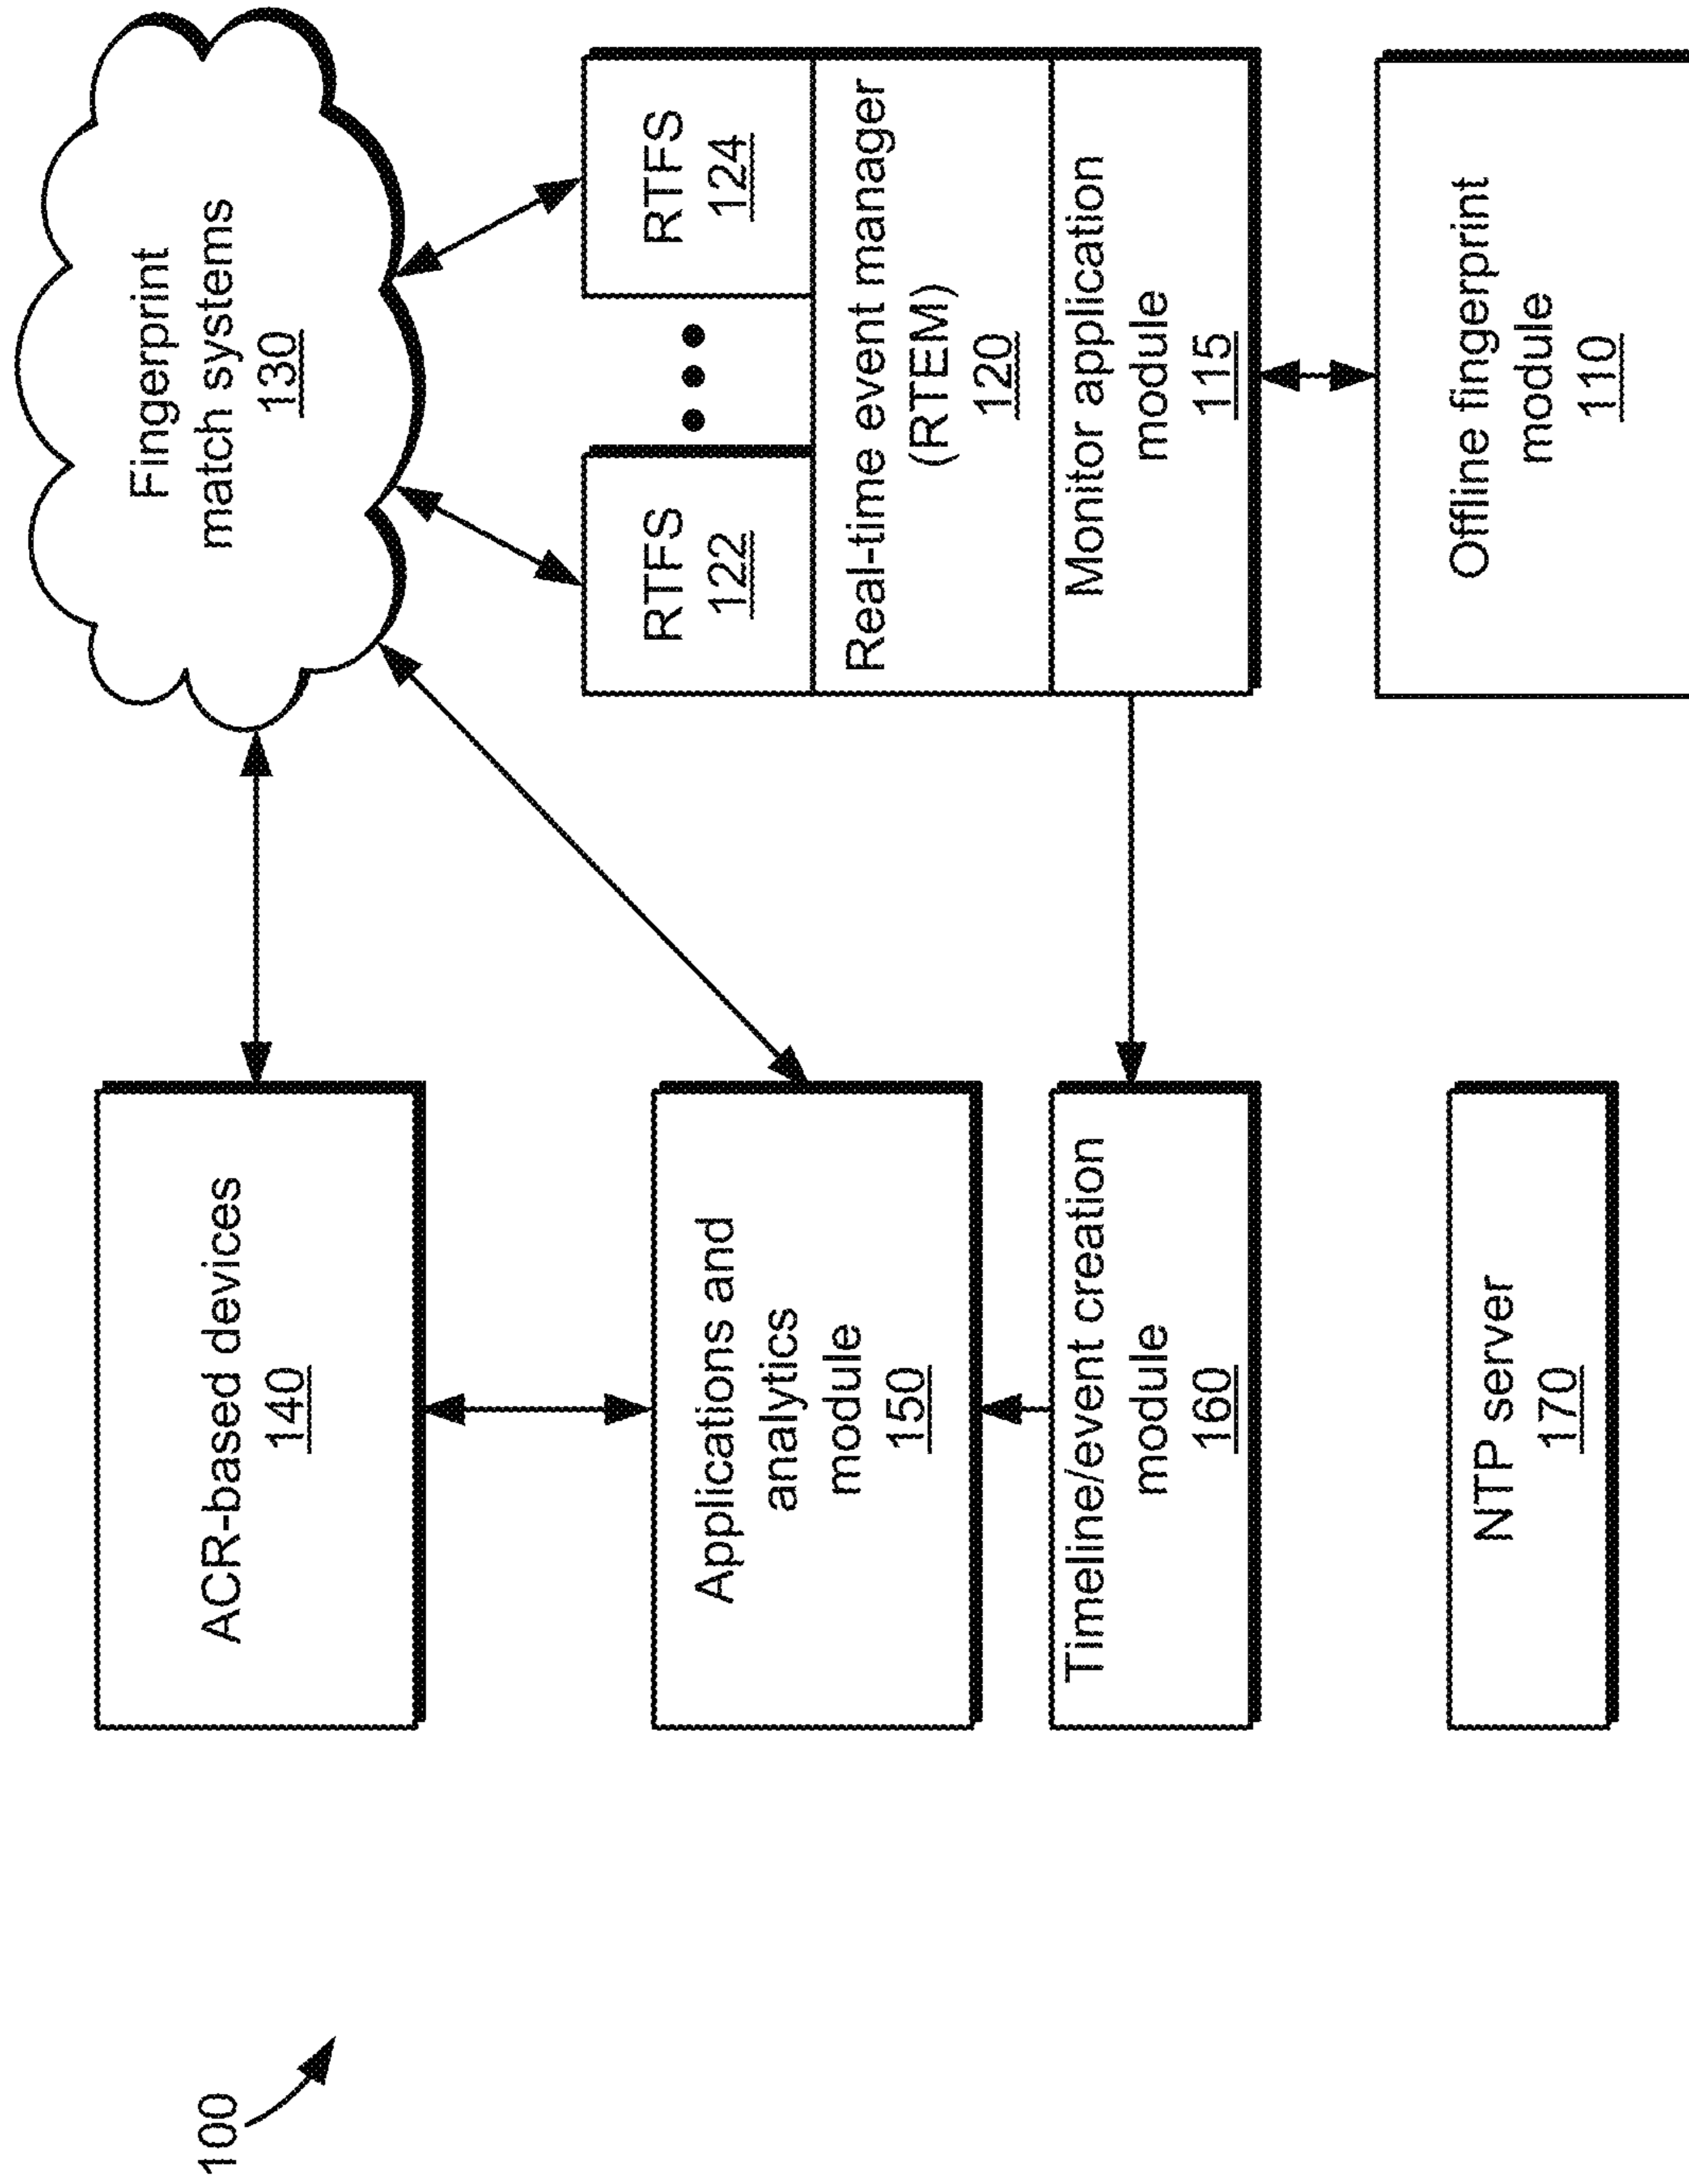 100
ACR-based devices
140
Fingerprint
match systems
130
Applications and
analytics
module
150
RTFS
122
RTFS
124
Real-time event manager
(RTEM)
120
Timeline/event creation
module
160
Monitor application
module
115
NTP server
170
Offline fingerprint
module
110